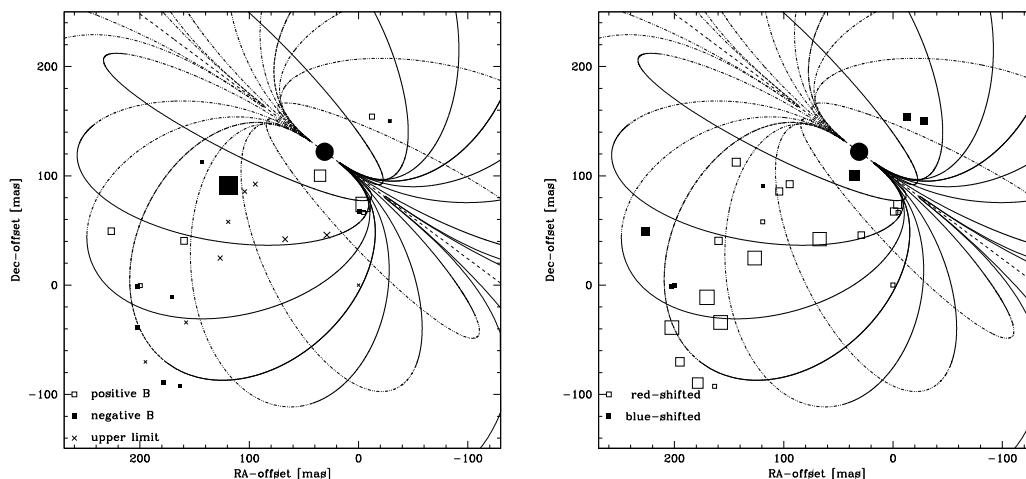 200
100
0
-100
Dec-offset [mas]
□ positive B
■ negative B
× upper limit
200 100 0 -100
RA-offset [mas]
200
100
0
-100
Dec-offset [mas]
□ red-shifted
■ blue-shifted
200 100 0 -100
RA-offset [mas]